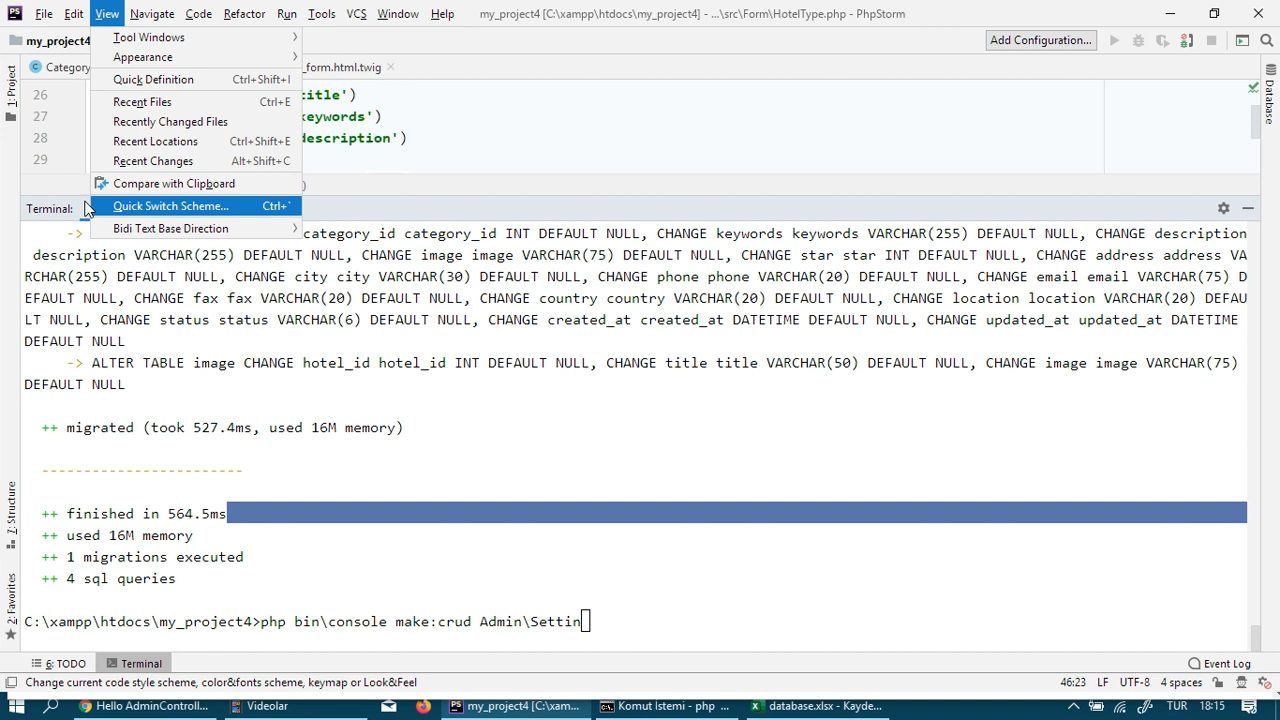 PS File Edit View Navigate Code Refactor Run Tools VCS Window Help my_project4 [C:\xampp\htdocs\my_project4] - ...\src\Form\HotelType.php - PhpStorm
my_project4
Add Configuration...
C Category
_form.html.twig
1: Project
Database
Tool Windows
Appearance
Quick Definition Ctrl+Shift+I
Recent Files Ctrl+E
Recently Changed Files
Recent Locations Ctrl+Shift+E
Recent Changes Alt+Shift+C
Compare with Clipboard
Quick Switch Scheme... Ctrl+`
Bidi Text Base Direction
26 title')
27 keywords')
28 description')
29
)
Terminal:
-> category_id category_id INT DEFAULT NULL, CHANGE keywords keywords VARCHAR(255) DEFAULT NULL, CHANGE description
description VARCHAR(255) DEFAULT NULL, CHANGE image image VARCHAR(75) DEFAULT NULL, CHANGE star star INT DEFAULT NULL, CHANGE address address VA
RCHAR(255) DEFAULT NULL, CHANGE city city VARCHAR(30) DEFAULT NULL, CHANGE phone phone VARCHAR(20) DEFAULT NULL, CHANGE email email VARCHAR(75) D
EFAULT NULL, CHANGE fax fax VARCHAR(20) DEFAULT NULL, CHANGE country country VARCHAR(20) DEFAULT NULL, CHANGE location location VARCHAR(20) DEFAU
LT NULL, CHANGE status status VARCHAR(6) DEFAULT NULL, CHANGE created_at created_at DATETIME DEFAULT NULL, CHANGE updated_at updated_at DATETIME
DEFAULT NULL
-> ALTER TABLE image CHANGE hotel_id hotel_id INT DEFAULT NULL, CHANGE title title VARCHAR(50) DEFAULT NULL, CHANGE image image VARCHAR(75)
DEFAULT NULL
++ migrated (took 527.4ms, used 16M memory)
------------------------
++ finished in 564.5ms
++ used 16M memory
++ 1 migrations executed
++ 4 sql queries
C:\xampp\htdocs\my_project4>php bin\console make:crud Admin\Settin
7: Structure
2: Favorites
6: TODO
Terminal
Event Log
Change current code style scheme, color&fonts scheme, keymap or Look&Feel
46:23 LF UTF-8 4 spaces
Hello AdminControll...
Videolar
PS my_project4 [C:\xam...
Komut İstemi - php ...
database.xlsx - Kayde...
TUR 18:15